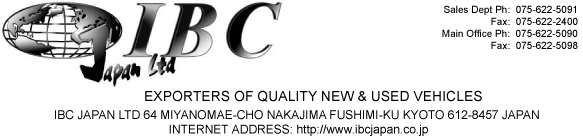 IBC
Japan Ltd
Sales Dept Ph: 075-622-5091
Fax: 075-622-2400
Main Office Ph: 075-622-5090
Fax: 075-622-5098
EXPORTERS OF QUALITY NEW & USED VEHICLES
IBC JAPAN LTD 64 MIYANOMAE-CHO NAKAJIMA FUSHIMI-KU KYOTO 612-8457 JAPAN
INTERNET ADDRESS: http://www.ibcjapan.co.jp